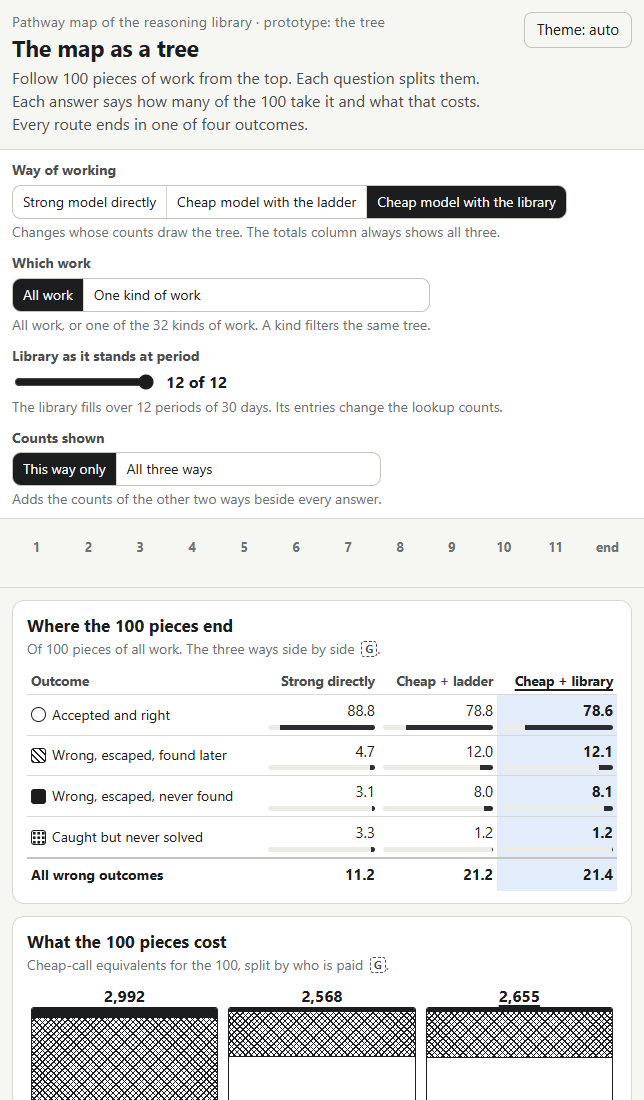 Pathway map of the reasoning library · prototype: the tree
The map as a tree
Theme: auto
Follow 100 pieces of work from the top. Each question splits them.
Each answer says how many of the 100 take it and what that costs.
Every route ends in one of four outcomes.
Way of working
Strong model directly Cheap model with the ladder Cheap model with the library
Changes whose counts draw the tree. The totals column always shows all three.
Which work
All work One kind of work
All work, or one of the 32 kinds of work. A kind filters the same tree.
Library as it stands at period
12 of 12
The library fills over 12 periods of 30 days. Its entries change the lookup counts.
Counts shown
This way only All three ways
Adds the counts of the other two ways beside every answer.
1 2 3 4 5 6 7 8 9 10 11 end
Where the 100 pieces end
Of 100 pieces of all work. The three ways side by side G.
Outcome Strong directly Cheap + ladder Cheap + library
Accepted and right 88.8 78.8 78.6
Wrong, escaped, found later 4.7 12.0 12.1
Wrong, escaped, never found 3.1 8.0 8.1
Caught but never solved 3.3 1.2 1.2
All wrong outcomes 11.2 21.2 21.4
What the 100 pieces cost
Cheap-call equivalents for the 100, split by who is paid G.
2,992 2,568 2,655